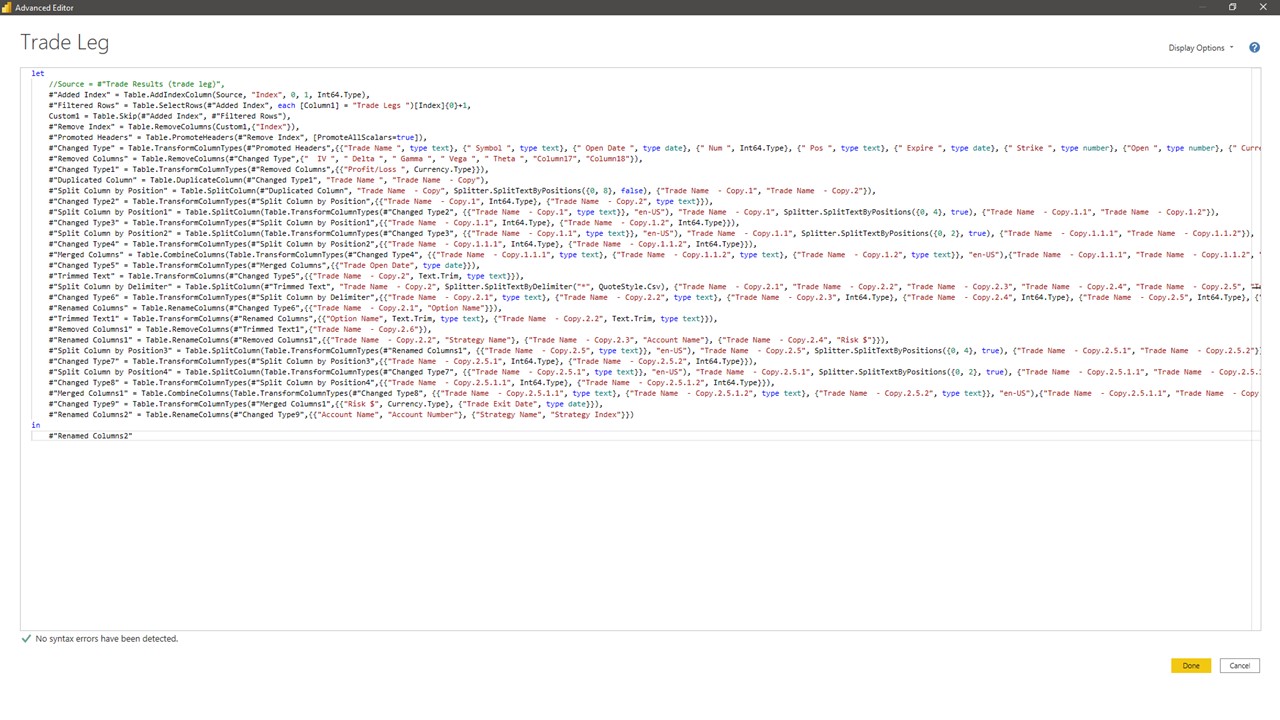 Advanced Editor
Trade Leg
Display Options
?
let
//Source = #"Trade Results (trade leg)",
#"Added Index" = Table.AddIndexColumn(Source, "Index", 0, 1, Int64.Type),
#"Filtered Rows" = Table.SelectRows(#"Added Index", each [Column1] = "Trade Legs ")[Index]{0}+1,
Custom1 = Table.Skip(#"Added Index", #"Filtered Rows"),
#"Remove Index" = Table.RemoveColumns(Custom1,{"Index"}),
#"Promoted Headers" = Table.PromoteHeaders(#"Remove Index", [PromoteAllScalars=true]),
#"Changed Type" = Table.TransformColumnTypes(#"Promoted Headers",{{"Trade Name ", type text}, {" Symbol ", type text}, {" Open Date ", type date}, {" Num ", Int64.Type}, {" Pos ", type text}, {" Expire ", type date}, {" Strike ", type number}, {"Open ", type number}, {" Curre
#"Removed Columns" = Table.RemoveColumns(#"Changed Type",{"  IV ", " Delta ", " Gamma ", " Vega ", " Theta ", "Column17", "Column18"}),
#"Changed Type1" = Table.TransformColumnTypes(#"Removed Columns",{{"Profit/Loss ", Currency.Type}}),
#"Duplicated Column" = Table.DuplicateColumn(#"Changed Type1", "Trade Name ", "Trade Name  - Copy"),
#"Split Column by Position" = Table.SplitColumn(#"Duplicated Column", "Trade Name  - Copy", Splitter.SplitTextByPositions({0, 8}, false), {"Trade Name  - Copy.1", "Trade Name  - Copy.2"}),
#"Changed Type2" = Table.TransformColumnTypes(#"Split Column by Position",{{"Trade Name  - Copy.1", Int64.Type}, {"Trade Name  - Copy.2", type text}}),
#"Split Column by Position1" = Table.SplitColumn(Table.TransformColumnTypes(#"Changed Type2", {{"Trade Name  - Copy.1", type text}}, "en-US"), "Trade Name  - Copy.1", Splitter.SplitTextByPositions({0, 4}, true), {"Trade Name  - Copy.1.1", "Trade Name  - Copy.1.2"}),
#"Changed Type3" = Table.TransformColumnTypes(#"Split Column by Position1",{{"Trade Name  - Copy.1.1", Int64.Type}, {"Trade Name  - Copy.1.2", Int64.Type}}),
#"Split Column by Position2" = Table.SplitColumn(Table.TransformColumnTypes(#"Changed Type3", {{"Trade Name  - Copy.1.1", type text}}, "en-US"), "Trade Name  - Copy.1.1", Splitter.SplitTextByPositions({0, 2}, true), {"Trade Name  - Copy.1.1.1", "Trade Name  - Copy.1.1.2"}),
#"Changed Type4" = Table.TransformColumnTypes(#"Split Column by Position2",{{"Trade Name  - Copy.1.1.1", Int64.Type}, {"Trade Name  - Copy.1.1.2", Int64.Type}}),
#"Merged Columns" = Table.CombineColumns(Table.TransformColumnTypes(#"Changed Type4", {{"Trade Name  - Copy.1.1.1", type text}, {"Trade Name  - Copy.1.1.2", type text}, {"Trade Name  - Copy.1.2", type text}}, "en-US"),{"Trade Name  - Copy.1.1.1", "Trade Name  - Copy.1.1.2", "
#"Changed Type5" = Table.TransformColumnTypes(#"Merged Columns",{{"Trade Open Date", type date}}),
#"Trimmed Text" = Table.TransformColumns(#"Changed Type5",{{"Trade Name  - Copy.2", Text.Trim, type text}}),
#"Split Column by Delimiter" = Table.SplitColumn(#"Trimmed Text", "Trade Name  - Copy.2", Splitter.SplitTextByDelimiter("*", QuoteStyle.Csv), {"Trade Name  - Copy.2.1", "Trade Name  - Copy.2.2", "Trade Name  - Copy.2.3", "Trade Name  - Copy.2.4", "Trade Name  - Copy.2.5",
#"Changed Type6" = Table.TransformColumnTypes(#"Split Column by Delimiter",{{"Trade Name  - Copy.2.1", type text}, {"Trade Name  - Copy.2.2", type text}, {"Trade Name  - Copy.2.3", Int64.Type}, {"Trade Name  - Copy.2.4", Int64.Type}, {"Trade Name  - Copy.2.5", Int64.Type}, {"
#"Renamed Columns" = Table.RenameColumns(#"Changed Type6",{{"Trade Name  - Copy.2.1", "Option Name"}}),
#"Trimmed Text1" = Table.TransformColumns(#"Renamed Columns",{{"Option Name", Text.Trim, type text}, {"Trade Name  - Copy.2.2", Text.Trim, type text}}),
#"Removed Columns1" = Table.RemoveColumns(#"Trimmed Text1",{"Trade Name  - Copy.2.6"}),
#"Renamed Columns1" = Table.RenameColumns(#"Removed Columns1",{{"Trade Name  - Copy.2.2", "Strategy Name"}, {"Trade Name  - Copy.2.3", "Account Name"}, {"Trade Name  - Copy.2.4", "Risk $"}}),
#"Split Column by Position3" = Table.SplitColumn(Table.TransformColumnTypes(#"Renamed Columns1", {{"Trade Name  - Copy.2.5", type text}}, "en-US"), "Trade Name  - Copy.2.5", Splitter.SplitTextByPositions({0, 4}, true), {"Trade Name  - Copy.2.5.1", "Trade Name  - Copy.2.5.2"}
#"Changed Type7" = Table.TransformColumnTypes(#"Split Column by Position3",{{"Trade Name  - Copy.2.5.1", Int64.Type}, {"Trade Name  - Copy.2.5.2", Int64.Type}}),
#"Split Column by Position4" = Table.SplitColumn(Table.TransformColumnTypes(#"Changed Type7", {{"Trade Name  - Copy.2.5.1", type text}}, "en-US"), "Trade Name  - Copy.2.5.1", Splitter.SplitTextByPositions({0, 2}, true), {"Trade Name  - Copy.2.5.1.1", "Trade Name  - Copy.2.5.1
#"Changed Type8" = Table.TransformColumnTypes(#"Split Column by Position4",{{"Trade Name  - Copy.2.5.1.1", Int64.Type}, {"Trade Name  - Copy.2.5.1.2", Int64.Type}}),
#"Merged Columns1" = Table.CombineColumns(Table.TransformColumnTypes(#"Changed Type8", {{"Trade Name  - Copy.2.5.1.1", type text}, {"Trade Name  - Copy.2.5.1.2", type text}, {"Trade Name  - Copy.2.5.2", type text}}, "en-US"),{"Trade Name  - Copy.2.5.1.1", "Trade Name  - Copy
#"Changed Type9" = Table.TransformColumnTypes(#"Merged Columns1",{{"Risk $", Currency.Type}, {"Trade Exit Date", type date}}),
#"Renamed Columns2" = Table.RenameColumns(#"Changed Type9",{{"Account Name", "Account Number"}, {"Strategy Name", "Strategy Index"}})
in
#"Renamed Columns2"
No syntax errors have been detected.
Done
Cancel